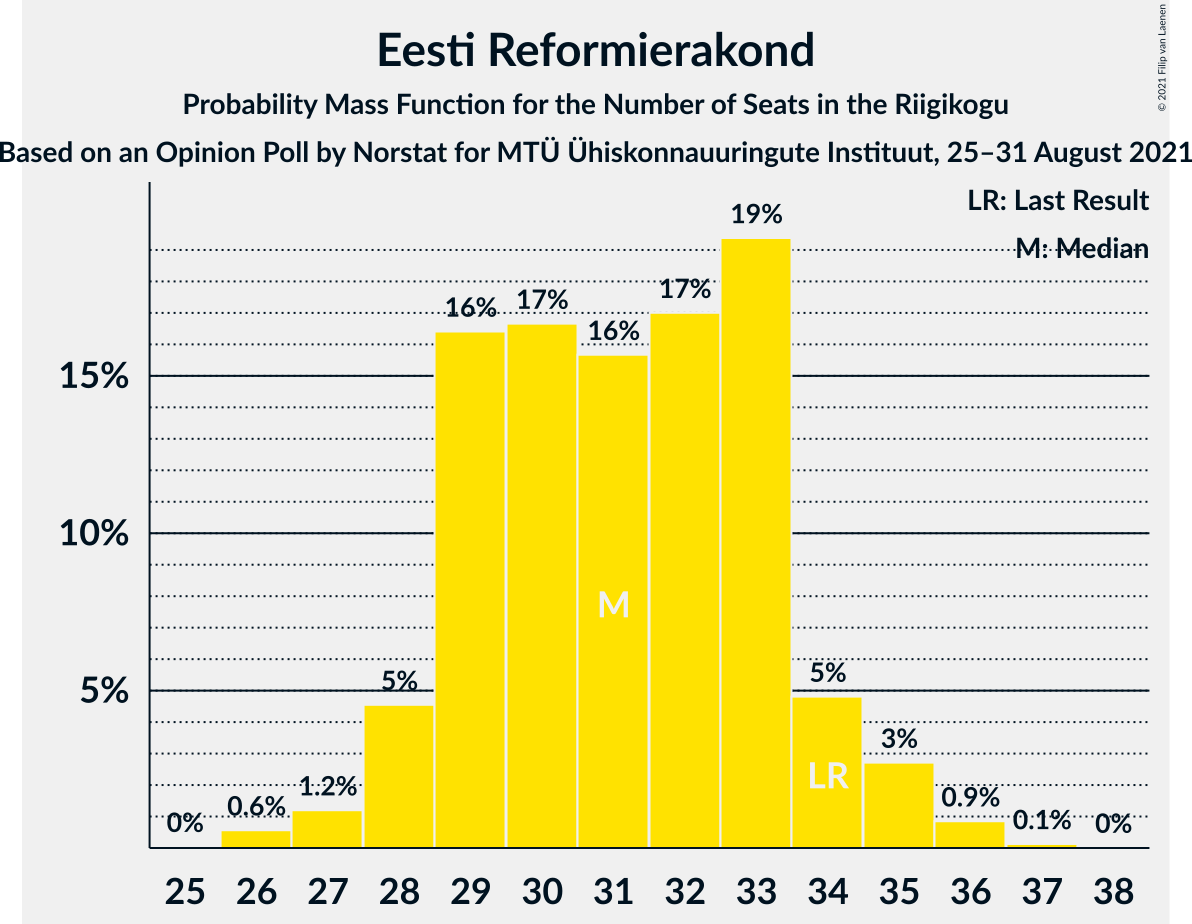 Eesti Reformierakond
Probability Mass Function for the Number of Seats in the Riigikogu
Based on an Opinion Poll by Norstat for MTÜ Ühiskonnauuringute Instituut, 25–31 August 2021
© 2021 Filip van Laenen
LR: Last Result
M: Median
15%
10%
5%
0%
0.6%
1.2%
5%
16%
17%
16%
17%
19%
5%
3%
0.9%
0.1%
0%
M
LR
25 26 27 28 29 30 31 32 33 34 35 36 37 38